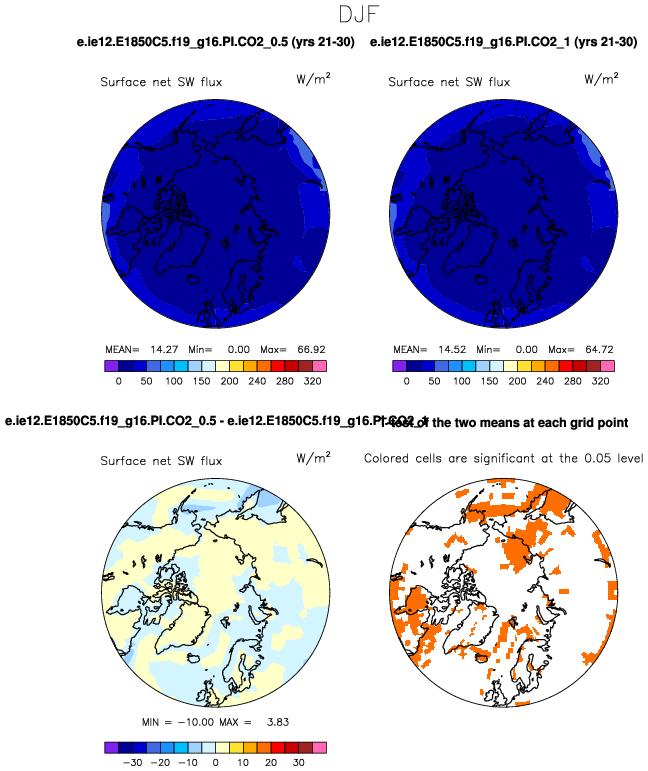 DJF
e.ie12.E1850C5.f19_g16.PI.CO2_0.5 (yrs 21-30)
e.ie12.E1850C5.f19_g16.PI.CO2_1 (yrs 21-30)
Surface net SW flux W/m²
Surface net SW flux W/m²
MEAN= 14.27 Min= 0.00 Max= 66.92
MEAN= 14.52 Min= 0.00 Max= 64.72
0 50 100 150 200 240 280 320
0 50 100 150 200 240 280 320
e.ie12.E1850C5.f19_g16.PI.CO2_0.5 - e.ie12.E1850C5.f19_g16.PI.CO2_1
T-test of the two means at each grid point
Surface net SW flux W/m²
Colored cells are significant at the 0.05 level
MIN = −10.00 MAX = 3.83
−30 −20 −10 0 10 20 30